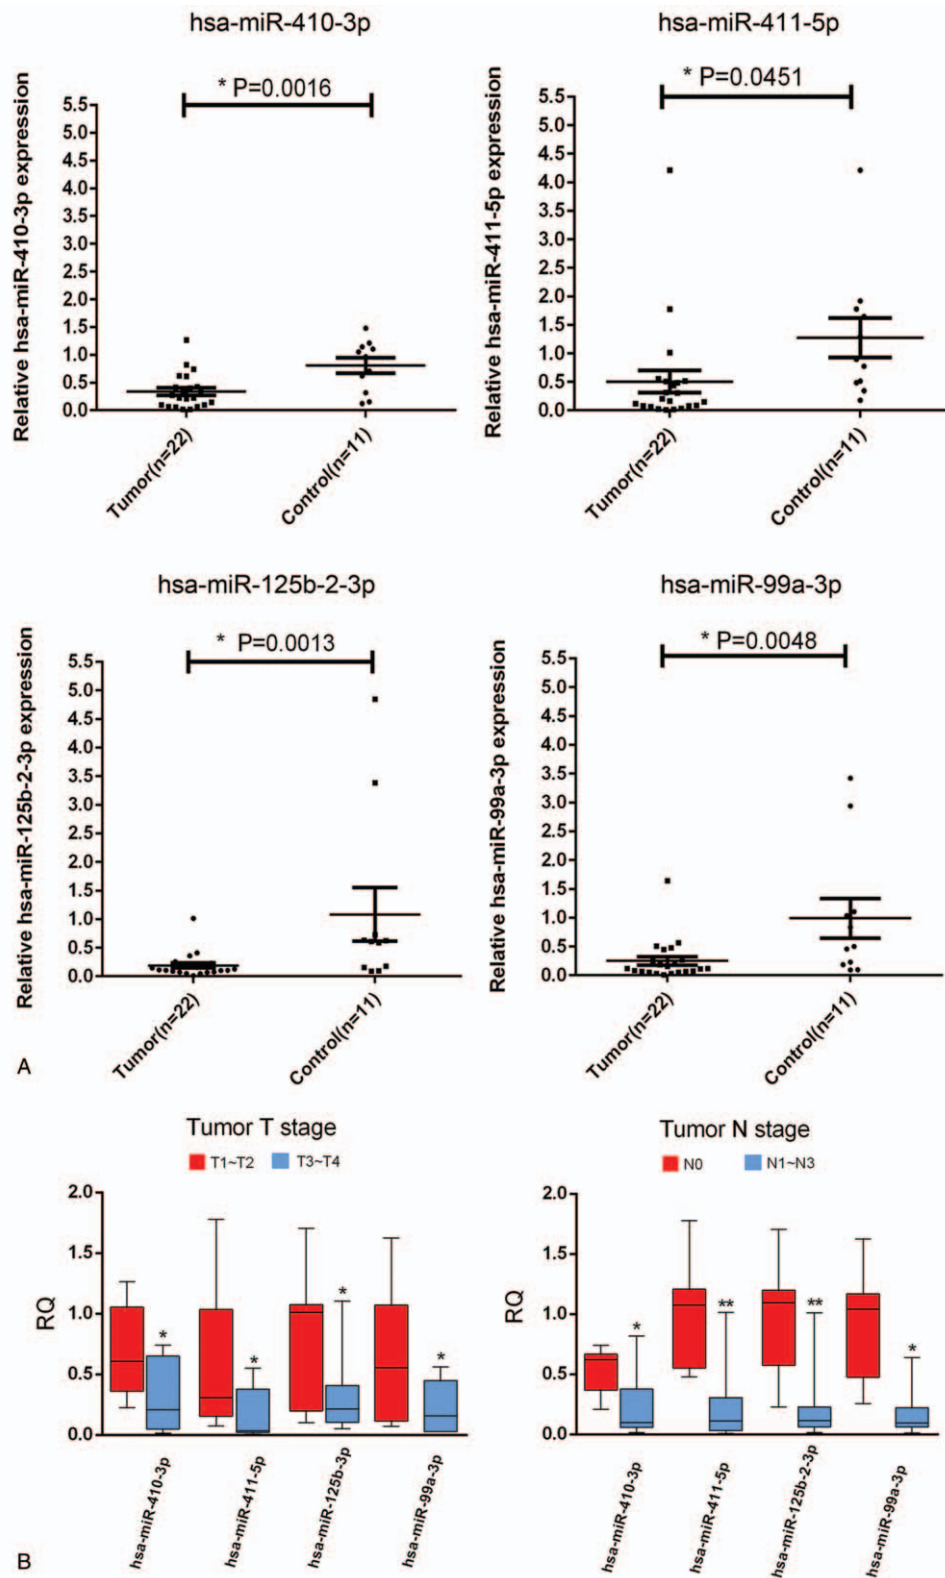 hsa-miR-410-3p
* P=0.0016
Relative hsa-miR-410-3p expression
5.5
5.0
4.5
4.0
3.5
3.0
2.5
2.0
1.5
1.0
0.5
0.0
Tumor(n=22)
Control(n=11)
hsa-miR-411-5p
* P=0.0451
Relative hsa-miR-411-5p expression
5.5
5.0
4.5
4.0
3.5
3.0
2.5
2.0
1.5
1.0
0.5
0.0
Tumor(n=22)
Control(n=11)
hsa-miR-125b-2-3p
* P=0.0013
Relative hsa-miR-125b-2-3p expression
5.5
5.0
4.5
4.0
3.5
3.0
2.5
2.0
1.5
1.0
0.5
0.0
Tumor(n=22)
Control(n=11)
hsa-miR-99a-3p
* P=0.0048
Relative hsa-miR-99a-3p expression
5.5
5.0
4.5
4.0
3.5
3.0
2.5
2.0
1.5
1.0
0.5
0.0
Tumor(n=22)
Control(n=11)
A
Tumor T stage
T1~T2 T3~T4
RQ
2.0
1.5
1.0
0.5
0.0
* * * *
hsa-miR-410-3p
hsa-miR-411-5p
hsa-miR-125b-3p
hsa-miR-99a-3p
Tumor N stage
N0 N1~N3
RQ
2.0
1.5
1.0
0.5
0.0
* ** ** *
hsa-miR-410-3p
hsa-miR-411-5p
hsa-miR-125b-2-3p
hsa-miR-99a-3p
B